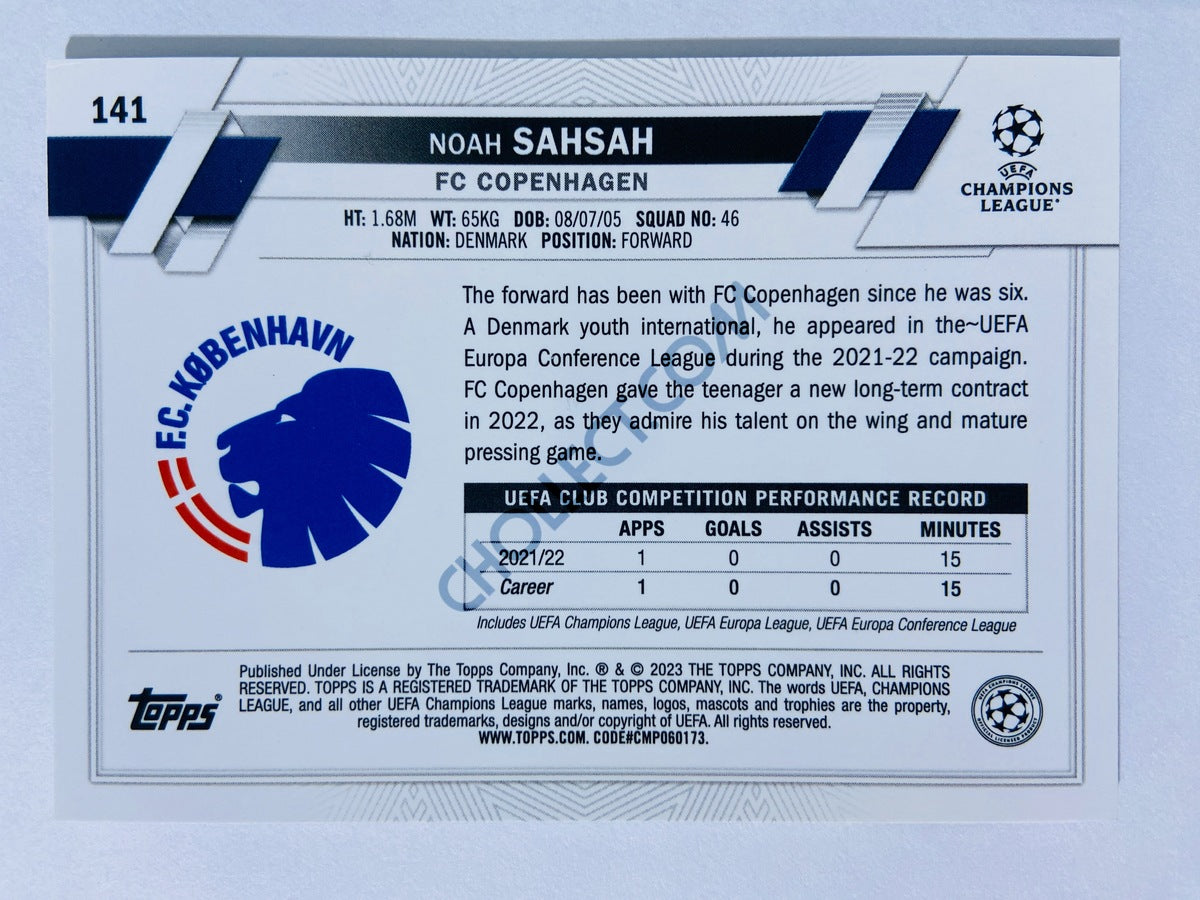 141
NOAH SAHSAH
FC COPENHAGEN
UEFA
CHAMPIONS
LEAGUE®
HT: 1.68M WT: 65KG DOB: 08/07/05 SQUAD NO: 46
NATION: DENMARK POSITION: FORWARD
F.C. KØBENHAVN
The forward has been with FC Copenhagen since he was six.
A Denmark youth international, he appeared in the~UEFA
Europa Conference League during the 2021-22 campaign.
FC Copenhagen gave the teenager a new long-term contract
in 2022, as they admire his talent on the wing and mature
pressing game.
CHOLLECT.COM
UEFA CLUB COMPETITION PERFORMANCE RECORD
APPS GOALS ASSISTS MINUTES
2021/22 1 0 0 15
Career 1 0 0 15
Includes UEFA Champions League, UEFA Europa League, UEFA Europa Conference League
Topps®
Published Under License by The Topps Company, Inc. ® & © 2023 THE TOPPS COMPANY, INC. ALL RIGHTS
RESERVED. TOPPS IS A REGISTERED TRADEMARK OF THE TOPPS COMPANY, INC. The words UEFA, CHAMPIONS
LEAGUE, and all other UEFA Champions League marks, names, logos, mascots and trophies are the property,
registered trademarks, designs and/or copyright of UEFA. All rights reserved.
WWW.TOPPS.COM. CODE#CMP060173.
UEFA CHAMPIONS LEAGUE
OFFICIAL LICENSED PRODUCT